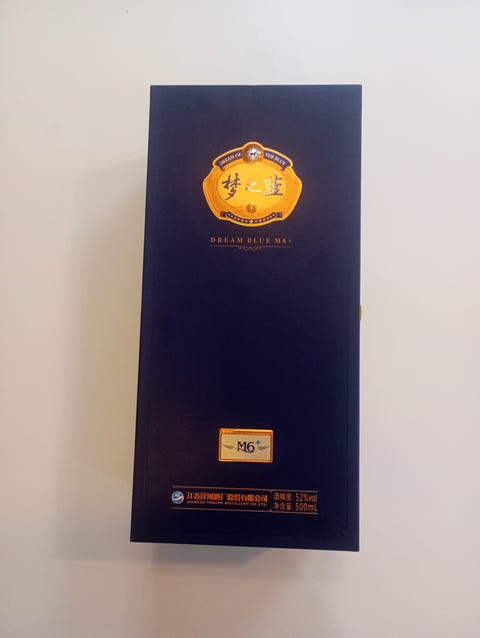 DREAM OF THE BLUE
梦之蓝
DREAM BLUE M6+
M6+
江苏洋河酒厂股份有限公司
JIANGSU YANGHE DISTILLERY CO.,LTD.
酒精度: 52%vol
净含量: 500mL